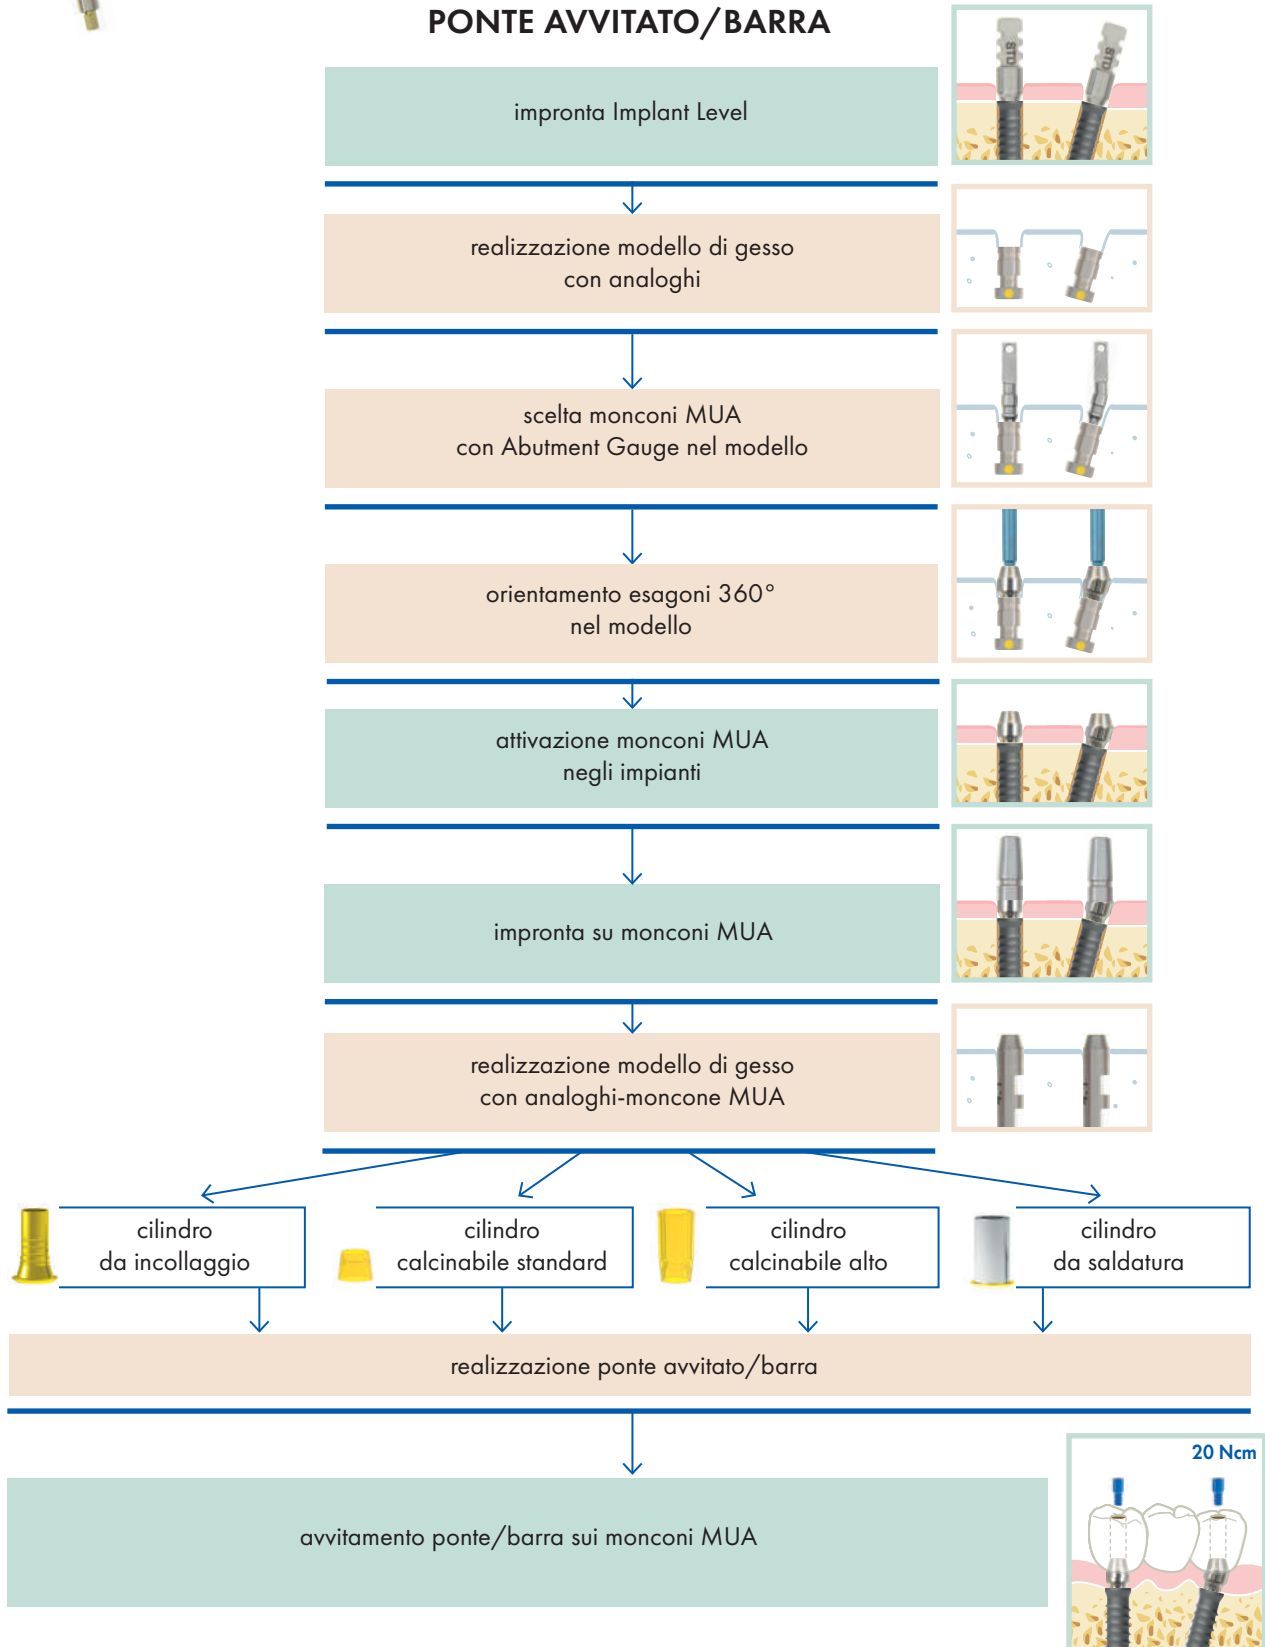 PONTE AVVITATO/BARRA
impronta Implant Level
STD
STD
realizzazione modello di gesso
con analoghi
scelta monconi MUA
con Abutment Gauge nel modello
orientamento esagoni 360°
nel modello
attivazione monconi MUA
negli impianti
impronta su monconi MUA
realizzazione modello di gesso
con analoghi-moncone MUA
cilindro
da incollaggio
cilindro
calcinabile standard
cilindro
calcinabile alto
cilindro
da saldatura
realizzazione ponte avvitato/barra
20 Ncm
avvitamento ponte/barra sui monconi MUA